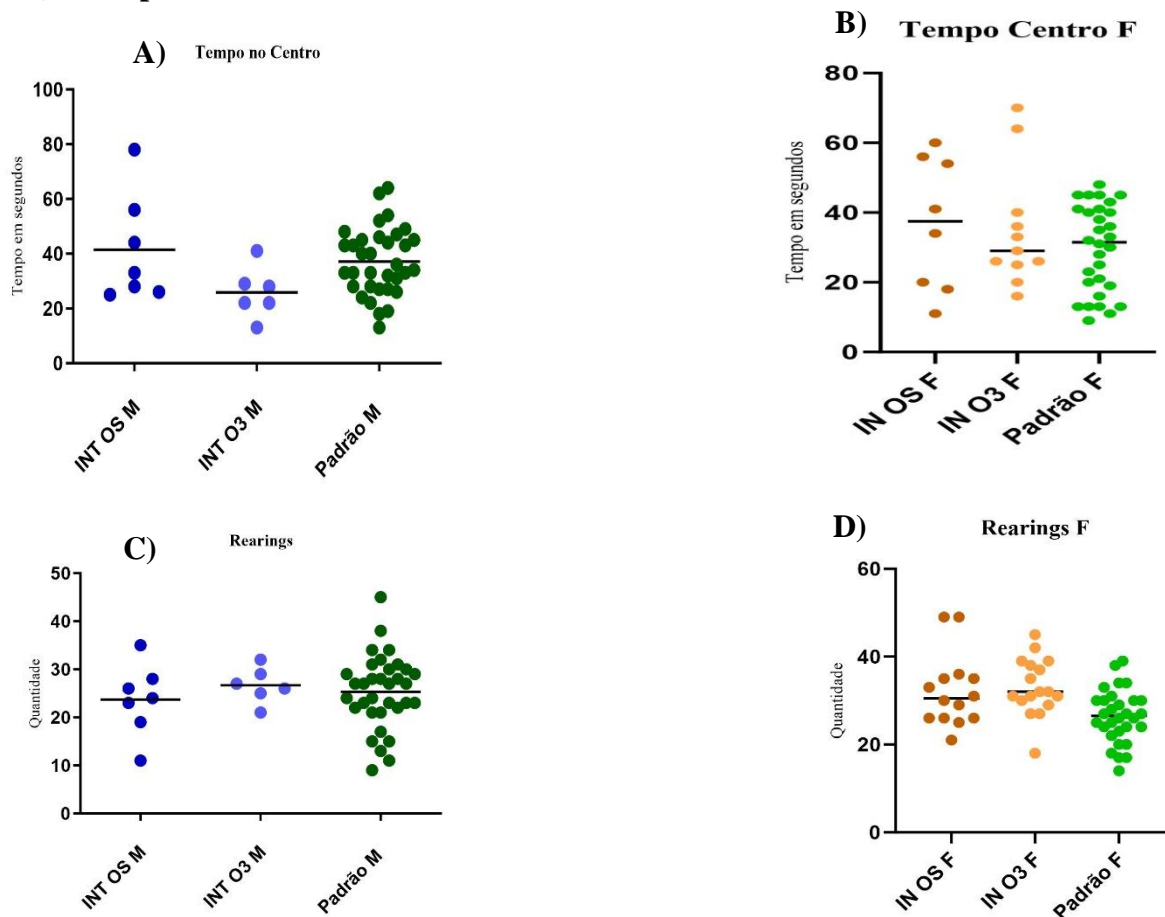 A)
Tempo no Centro
Tempo em segundos
100
80
60
40
20
0
INT OS M
INT O3 M
Padrão M
B)
Tempo Centro F
Tempo em segundos
80
60
40
20
0
IN OS F
IN O3 F
Padrão F
C)
Rearings
Quantidade
50
40
30
20
10
0
INT OS M
INT O3 M
Padrão M
D)
Rearings F
Quantidade
60
40
20
0
IN OS F
IN O3 F
Padrão F